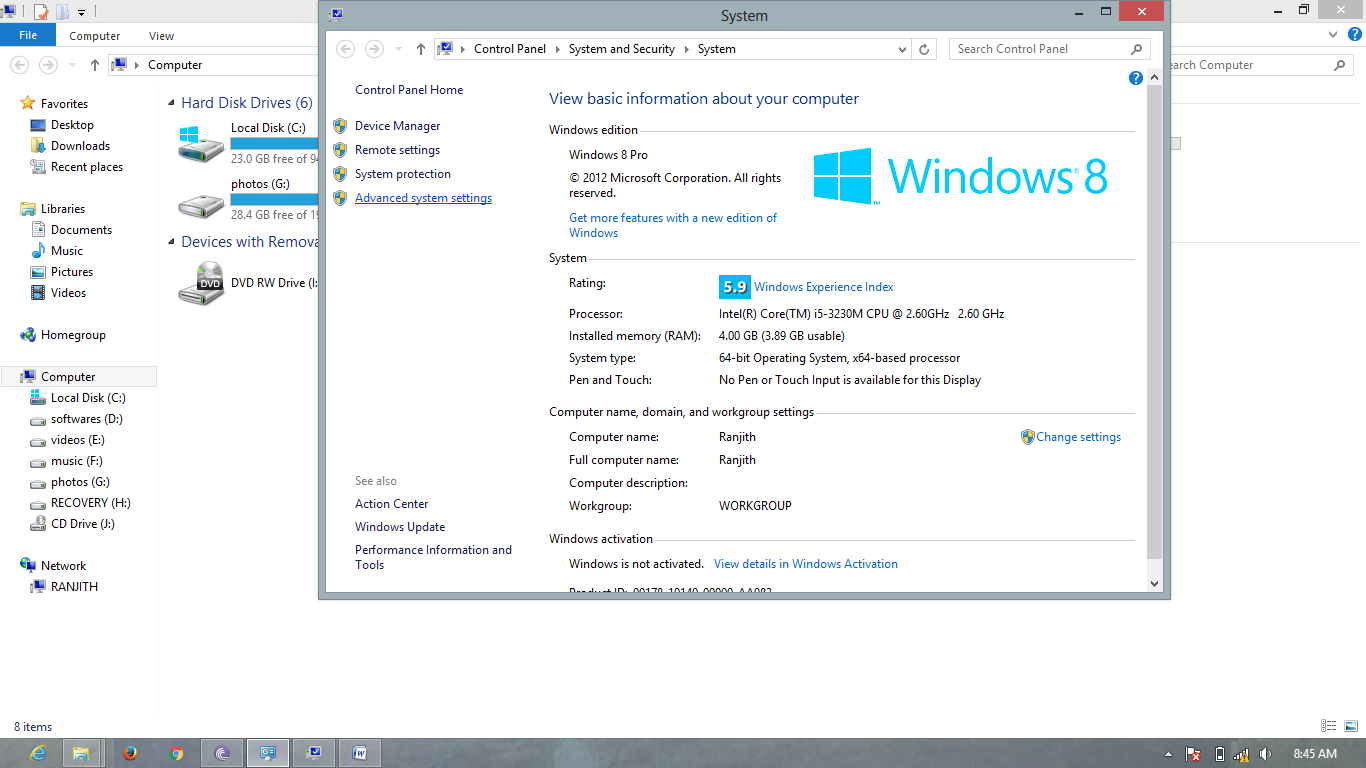 File
Computer
View
Computer
earch Computer
Favorites
Desktop
Downloads
Recent places
Libraries
Documents
Music
Pictures
Videos
Homegroup
Computer
Local Disk (C:)
softwares (D:)
videos (E:)
music (F:)
photos (G:)
RECOVERY (H:)
CD Drive (J:)
Network
RANJITH
Hard Disk Drives (6)
Local Disk (C:)
23.0 GB free of 94
photos (G:)
28.4 GB free of 19
Devices with Remova
DVD
DVD RW Drive (I:
8 items
System
Control Panel
System and Security
System
Search Control Panel
Control Panel Home
Device Manager
Remote settings
System protection
Advanced system settings
See also
Action Center
Windows Update
Performance Information and
Tools
View basic information about your computer
Windows edition
Windows 8 Pro
© 2012 Microsoft Corporation. All rights
reserved.
Get more features with a new edition of
Windows
Windows 8
System
Rating: 5.9 Windows Experience Index
Processor: Intel(R) Core(TM) i5-3230M CPU @ 2.60GHz 2.60 GHz
Installed memory (RAM): 4.00 GB (3.89 GB usable)
System type: 64-bit Operating System, x64-based processor
Pen and Touch: No Pen or Touch Input is available for this Display
Computer name, domain, and workgroup settings
Computer name: Ranjith Change settings
Full computer name: Ranjith
Computer description:
Workgroup: WORKGROUP
Windows activation
Windows is not activated. View details in Windows Activation
Product ID:
8:45 AM